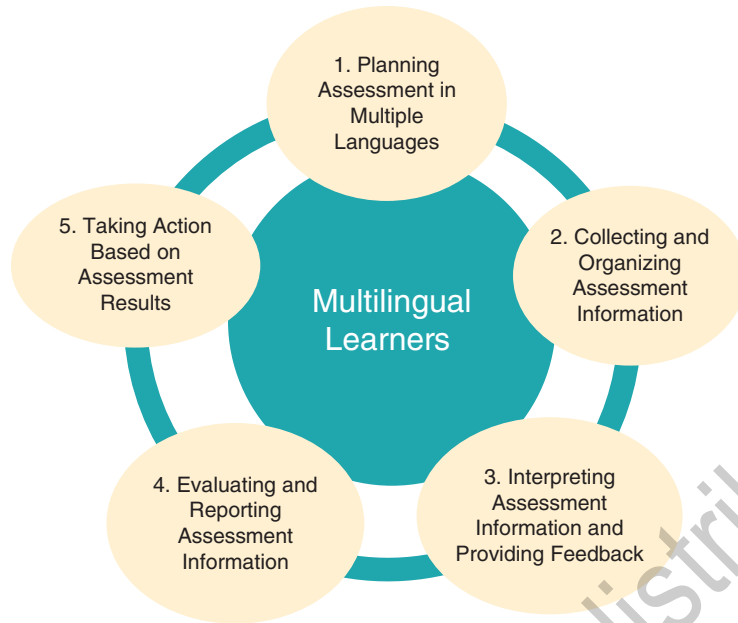 1. Planning
Assessment in
Multiple
Languages
2. Collecting and
Organizing
Assessment
Information
3. Interpreting
Assessment
Information and
Providing Feedback
4. Evaluating and
Reporting
Assessment
Information
5. Taking Action
Based on
Assessment
Results
Multilingual
Learners